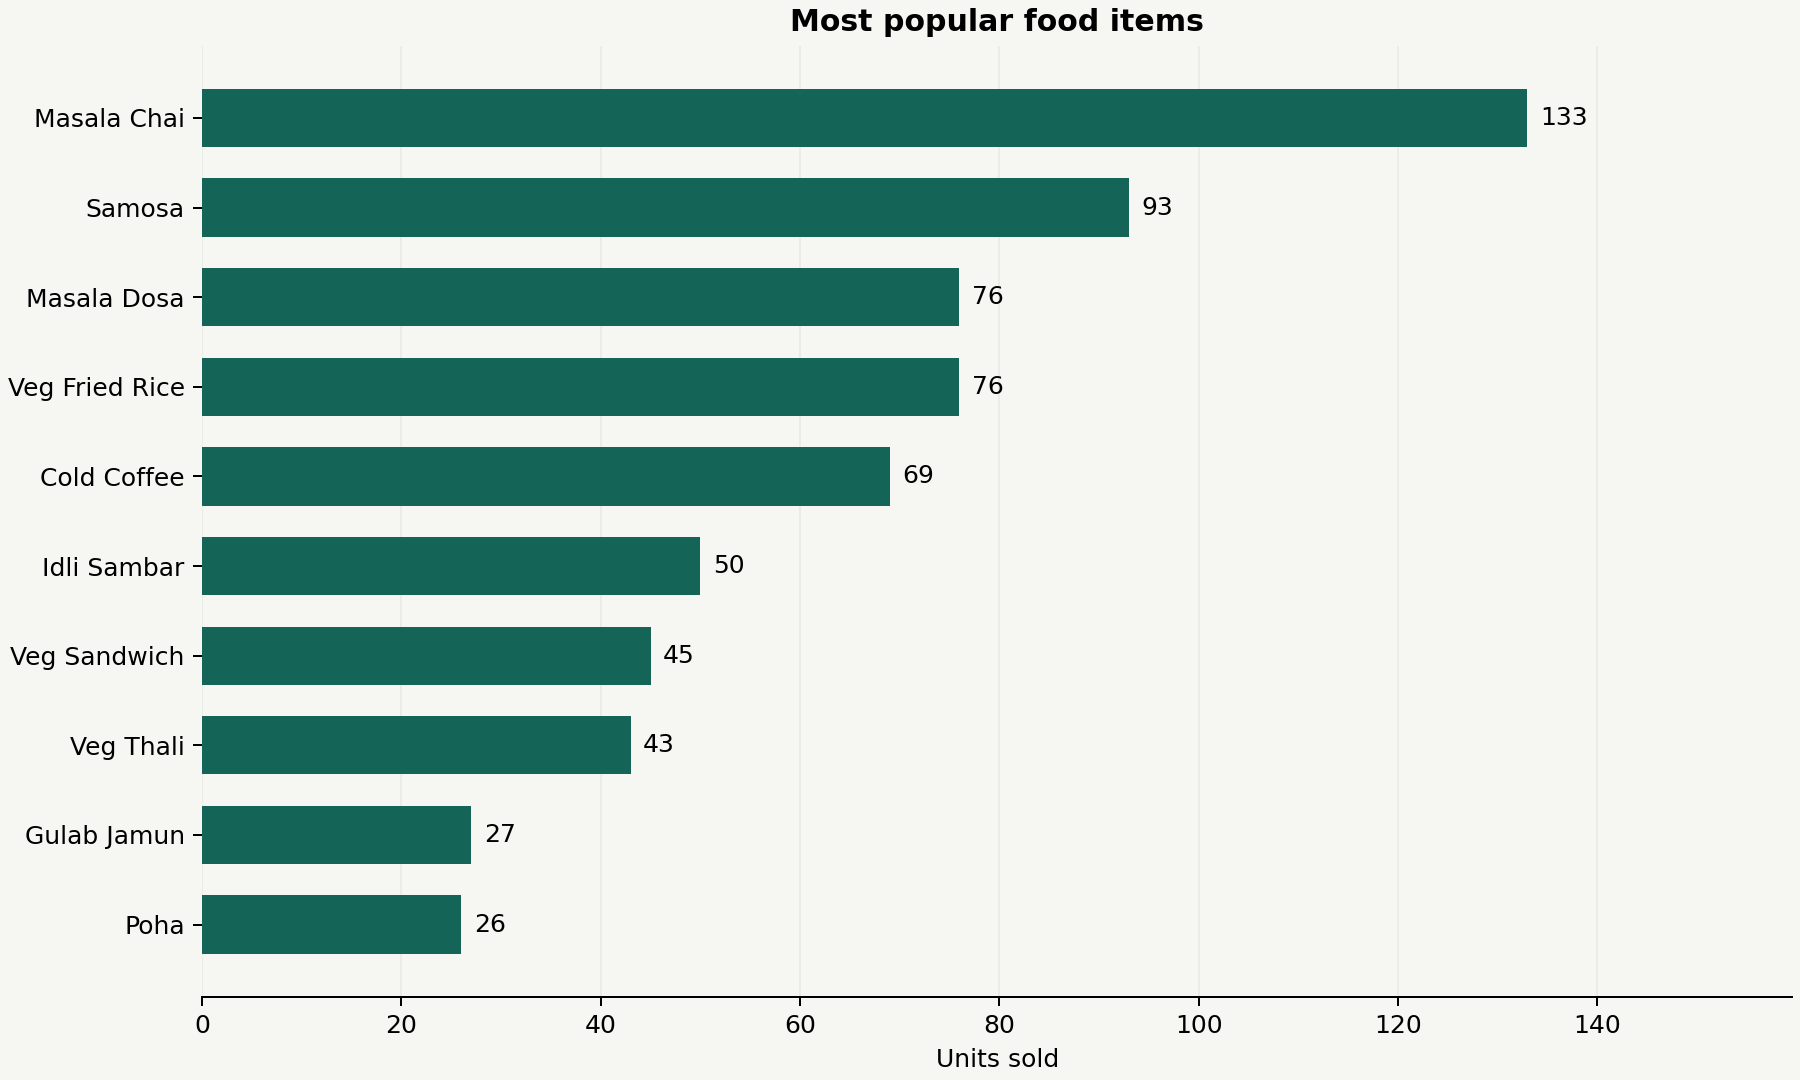 Most popular food items
Masala Chai 133
Samosa 93
Masala Dosa 76
Veg Fried Rice 76
Cold Coffee 69
Idli Sambar 50
Veg Sandwich 45
Veg Thali 43
Gulab Jamun 27
Poha 26
0 20 40 60 80 100 120 140
Units sold